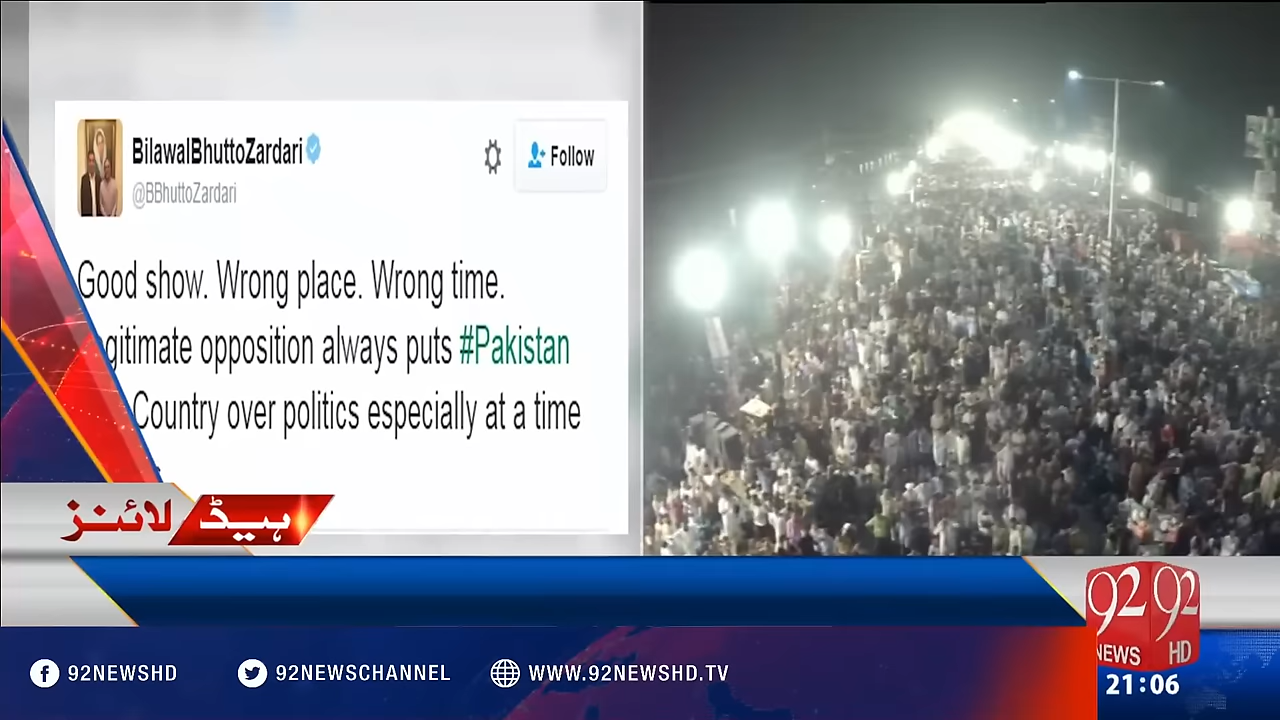 BilawalBhuttoZardari
@BBhuttoZardari
Follow
Good show. Wrong place. Wrong time.
gitimate opposition always puts #Pakistan
Country over politics especially at a time
ہیڈ لائنز
92 92
NEWS HD
21:06
92NEWSHD
92NEWSCHANNEL
WWW.92NEWSHD.TV